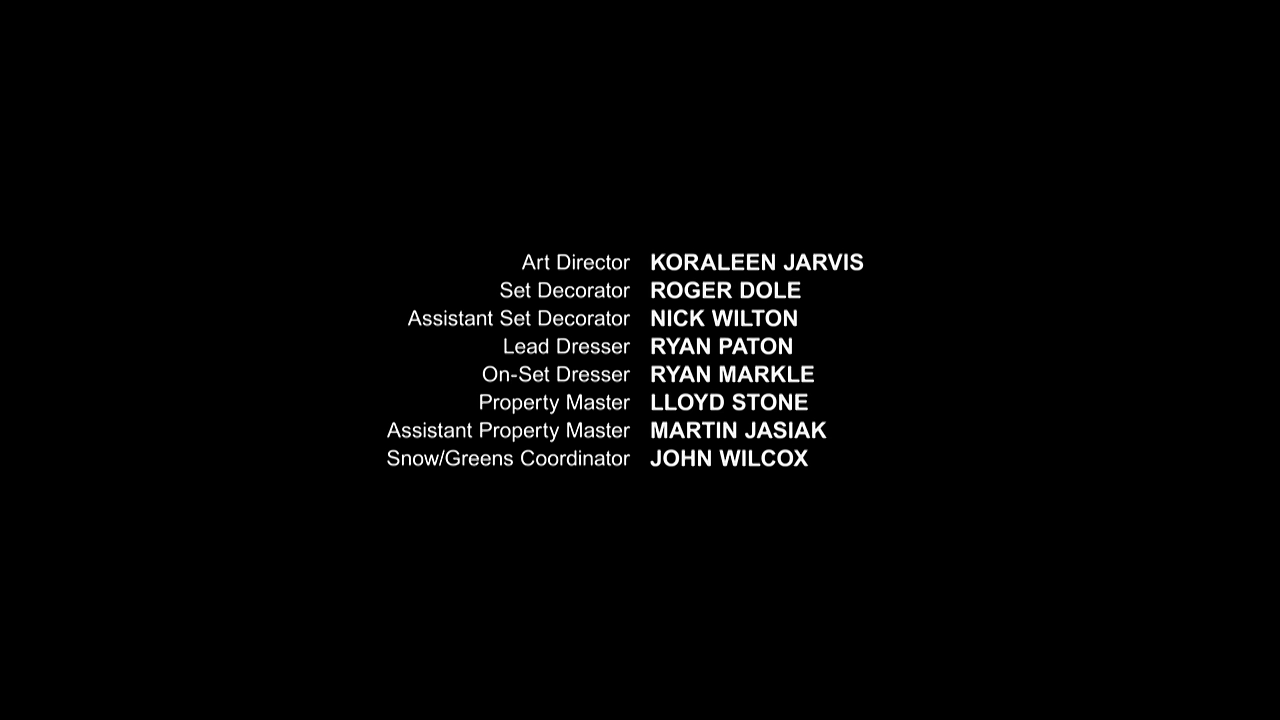 Art Director KORALEEN JARVIS
Set Decorator ROGER DOLE
Assistant Set Decorator NICK WILTON
Lead Dresser RYAN PATON
On-Set Dresser RYAN MARKLE
Property Master LLOYD STONE
Assistant Property Master MARTIN JASIAK
Snow/Greens Coordinator JOHN WILCOX